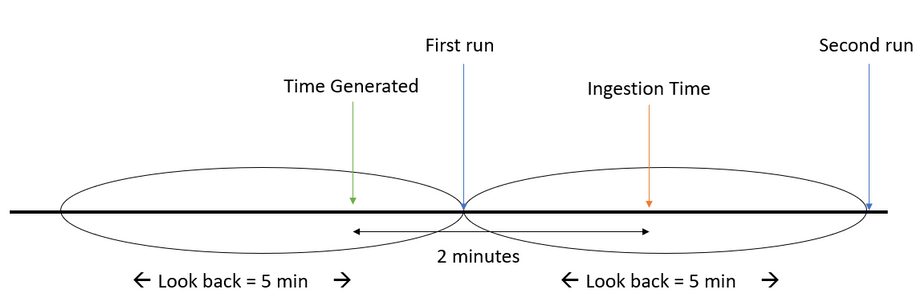 First run
Second run
Time Generated
Ingestion Time
2 minutes
← Look back = 5 min →
← Look back = 5 min →